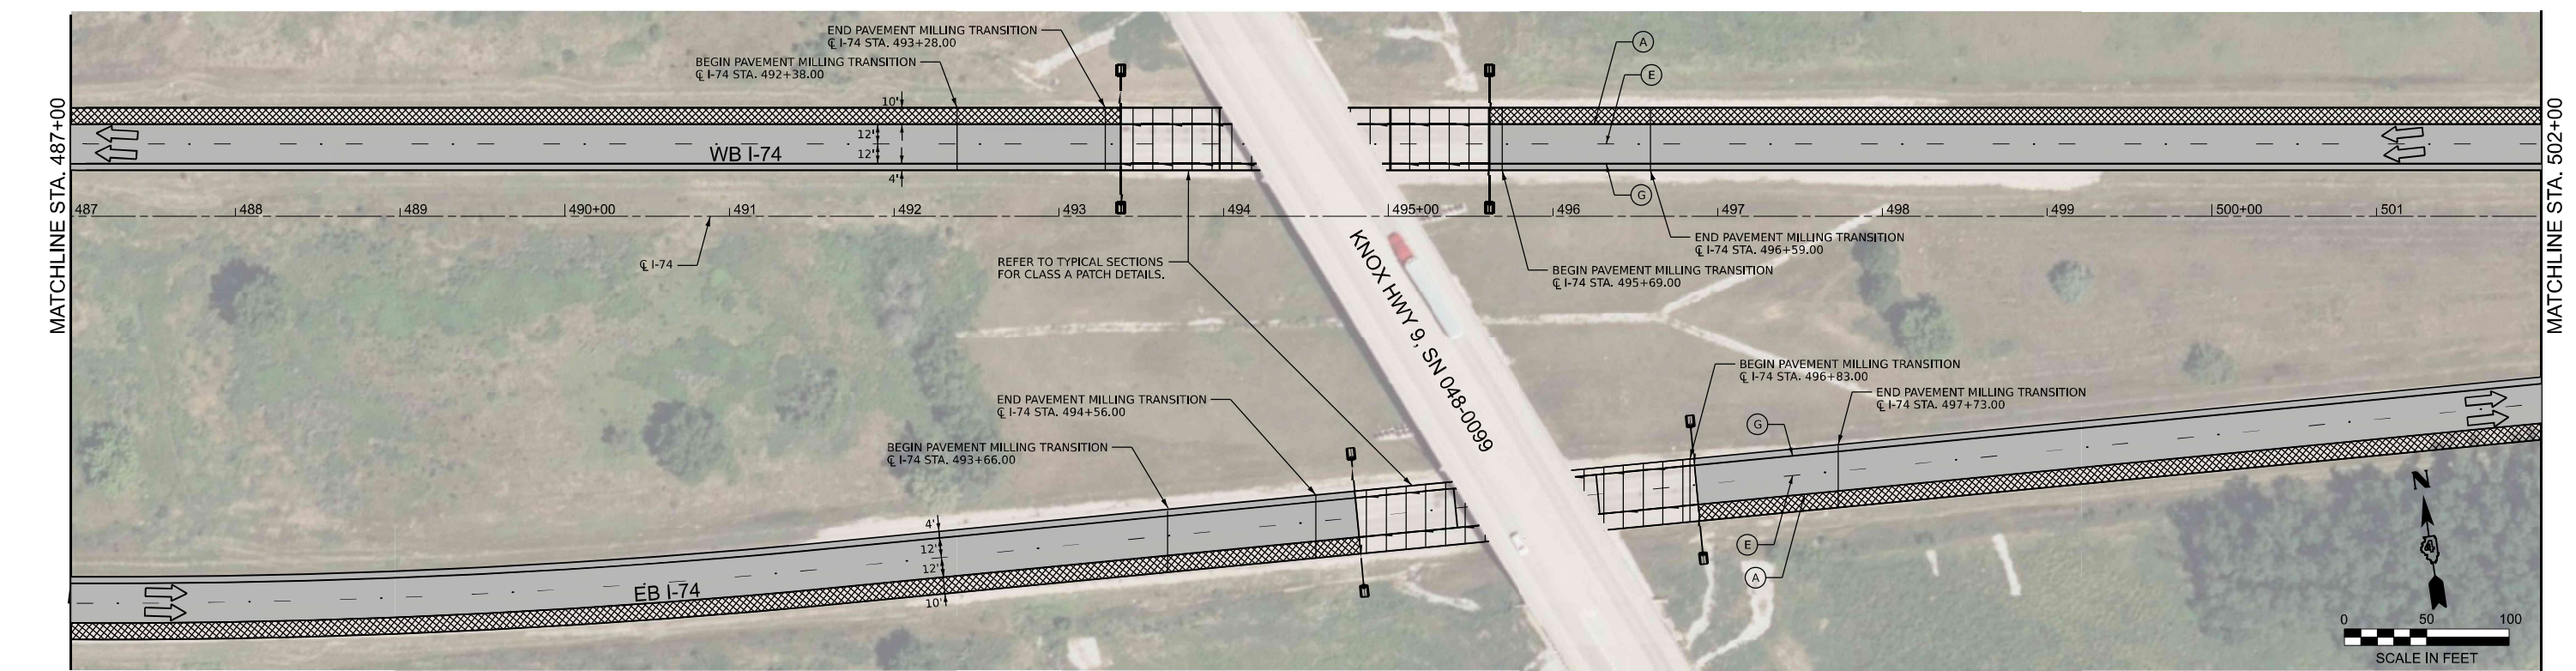 END PAVEMENT MILLING TRANSITION
℄ I-74 STA. 493+28.00
BEGIN PAVEMENT MILLING TRANSITION
℄ I-74 STA. 492+38.00
A
E
10'
12'
12'
4'
WB I-74
G
MATCHLINE STA. 487+00
MATCHLINE STA. 502+00
487
488
489
490+00
491
492
493
494
495+00
496
497
498
499
500+00
501
℄ I-74
REFER TO TYPICAL SECTIONS
FOR CLASS A PATCH DETAILS.
KNOX HWY 9, SN 048-0099
END PAVEMENT MILLING TRANSITION
℄ I-74 STA. 496+59.00
BEGIN PAVEMENT MILLING TRANSITION
℄ I-74 STA. 495+69.00
BEGIN PAVEMENT MILLING TRANSITION
℄ I-74 STA. 496+83.00
END PAVEMENT MILLING TRANSITION
℄ I-74 STA. 497+73.00
END PAVEMENT MILLING TRANSITION
℄ I-74 STA. 494+56.00
BEGIN PAVEMENT MILLING TRANSITION
℄ I-74 STA. 493+66.00
G
E
A
4'
12'
12'
10'
EB I-74
N
4
0 50 100
SCALE IN FEET